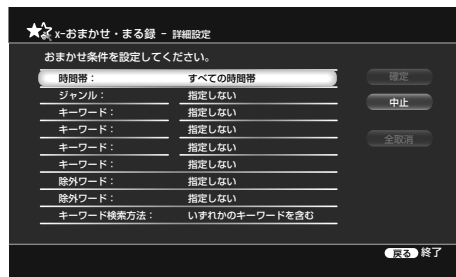 x-おまかせ・まる録 - 詳細設定
おまかせ条件を設定してください。
時間帯： すべての時間帯
ジャンル： 指定しない
キーワード： 指定しない
キーワード： 指定しない
キーワード： 指定しない
キーワード： 指定しない
除外ワード： 指定しない
除外ワード： 指定しない
キーワード検索方法： いずれかのキーワードを含む
確定
中止
全取消
戻る 終了